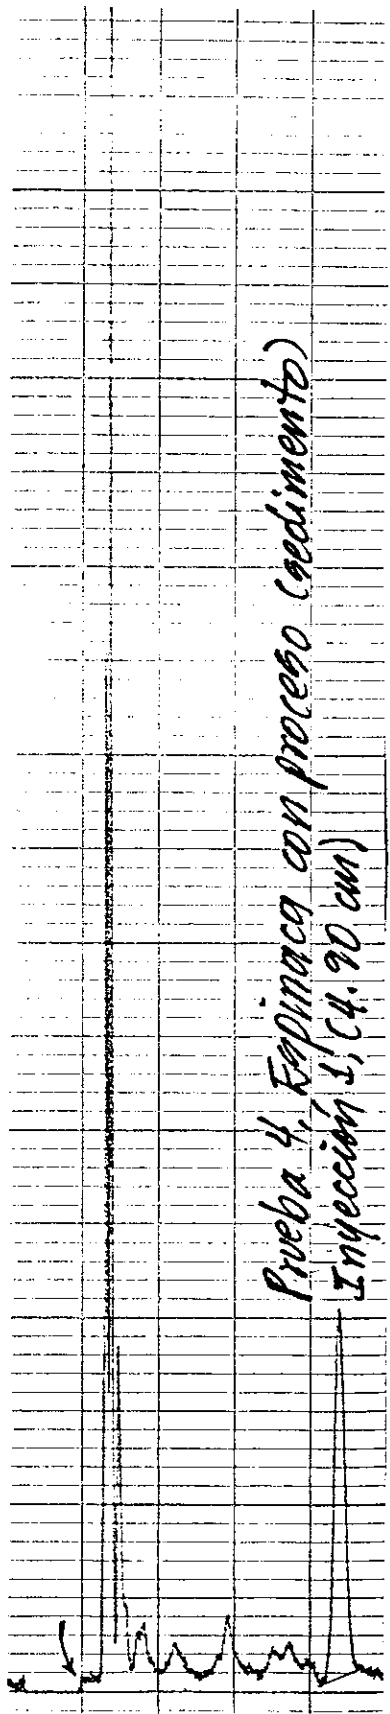 Prueba 4, Espinaca con proceso (sedimento)
Inyección 1, (4.90 cm)